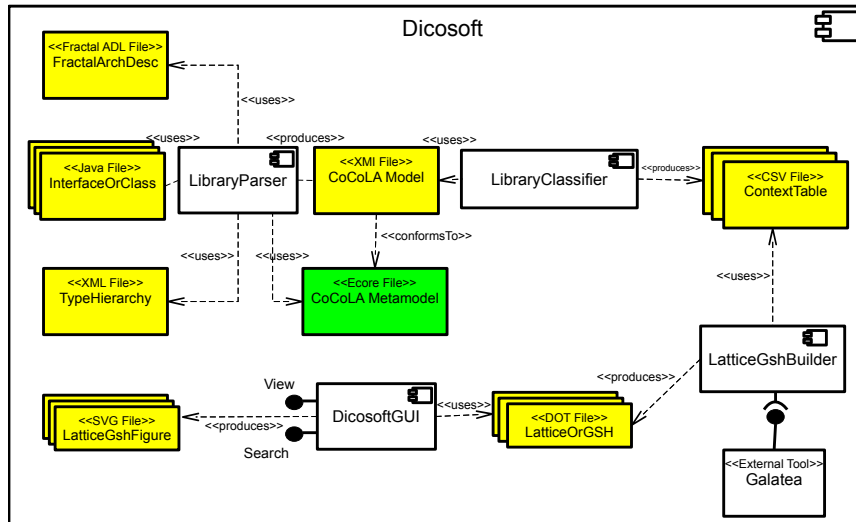 Dicosoft
<<Fractal ADL File>>
FractalArchDesc
<<uses>>
<<uses>>
<<produces>>
<<uses>>
<<Java File>>
InterfaceOrClass
LibraryParser
<<XMI File>>
CoCoLA Model
LibraryClassifier
<<produces>>
<<CSV File>>
ContextTable
<<conformsTo>>
<<uses>>
<<uses>>
<<uses>>
<<XML File>>
TypeHierarchy
<<Ecore File>>
CoCoLA Metamodel
LatticeGshBuilder
<<produces>>
View
<<SVG File>>
LatticeGshFigure
<<produces>>
DicosoftGUI
<<uses>>
<<DOT File>>
LatticeOrGSH
Search
<<External Tool>>
Galatea